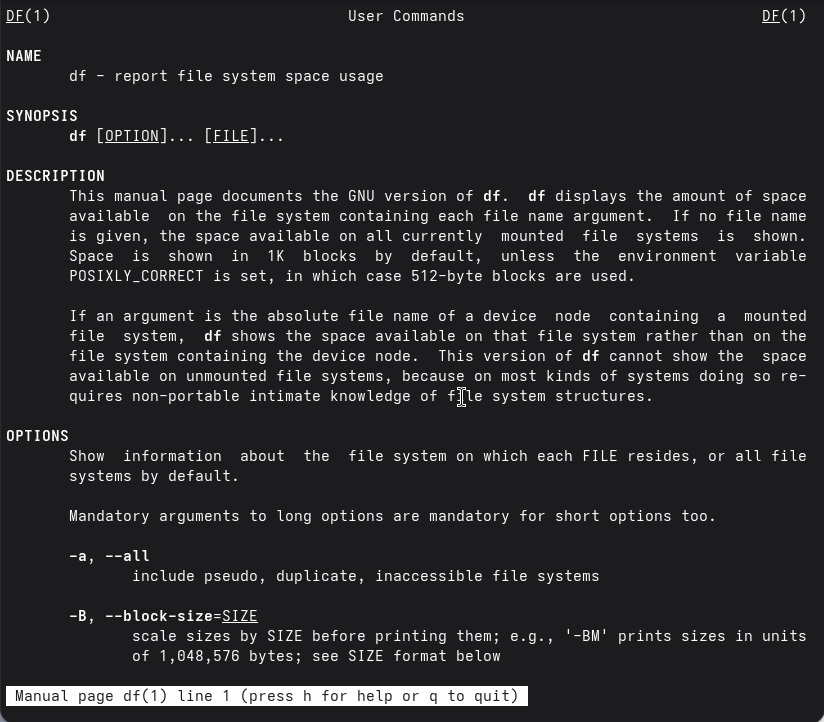 DF(1) User Commands DF(1)
NAME
df - report file system space usage
SYNOPSIS
df [OPTION]... [FILE]...
DESCRIPTION
This manual page documents the GNU version of df.  df displays the amount of space
available  on the file system containing each file name argument.  If no file name
is given, the space available on all currently  mounted  file  systems  is  shown.
Space  is  shown  in  1K  blocks  by  default,  unless  the  environment  variable
POSIXLY_CORRECT is set, in which case 512-byte blocks are used.
If an argument is the absolute file name of a device  node  containing  a  mounted
file  system,  df shows the space available on that file system rather than on the
file system containing the device node.  This version of df cannot show the  space
available on unmounted file systems, because on most kinds of systems doing so re-
quires non-portable intimate knowledge of file system structures.
OPTIONS
Show  information  about  the  file system on which each FILE resides, or all file
systems by default.
Mandatory arguments to long options are mandatory for short options too.
-a, --all
include pseudo, duplicate, inaccessible file systems
-B, --block-size=SIZE
scale sizes by SIZE before printing them; e.g., '-BM' prints sizes in units
of 1,048,576 bytes; see SIZE format below
Manual page df(1) line 1 (press h for help or q to quit)